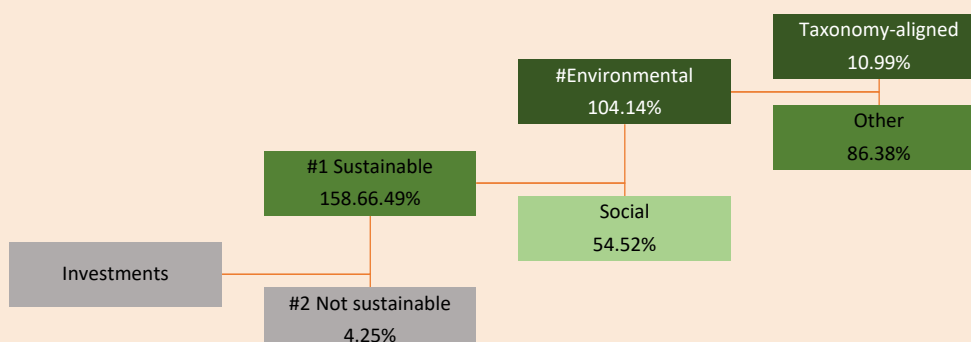 Taxonomy-aligned
10.99%
#Environmental
104.14%
Other
86.38%
#1 Sustainable
158.66.49%
Social
54.52%
Investments
#2 Not sustainable
4.25%